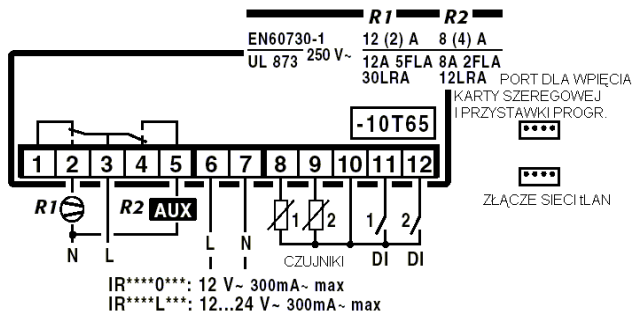 R1 R2
EN60730-1 12 (2) A 8 (4) A
UL 873 250 V~ 12A 5FLA 8A 2FLA
30LRA 12LRA
PORT DLA WPIĘCIA
KARTY SZEREGOWEJ
I PRZYSTAWKI PROGR.
-10T65
1 2 3 4 5 6 7 8 9 10 11 12
ZŁĄCZE SIECI tLAN
R1 R2 AUX 1 2 1 2
N L L N CZUJNIKI DI DI
IR****0***: 12 V~ 300mA~ max
IR****L***: 12...24 V~ 300mA~ max